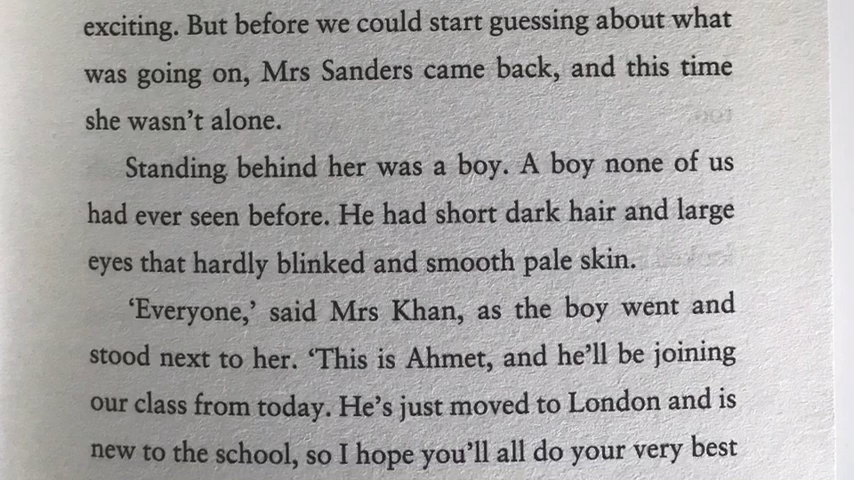 exciting. But before we could start guessing about what
was going on, Mrs Sanders came back, and this time
she wasn’t alone.
Standing behind her was a boy. A boy none of us
had ever seen before. He had short dark hair and large
eyes that hardly blinked and smooth pale skin.
‘Everyone,’ said Mrs Khan, as the boy went and
stood next to her. ‘This is Ahmet, and he’ll be joining
our class from today. He’s just moved to London and is
new to the school, so I hope you’ll all do your very best